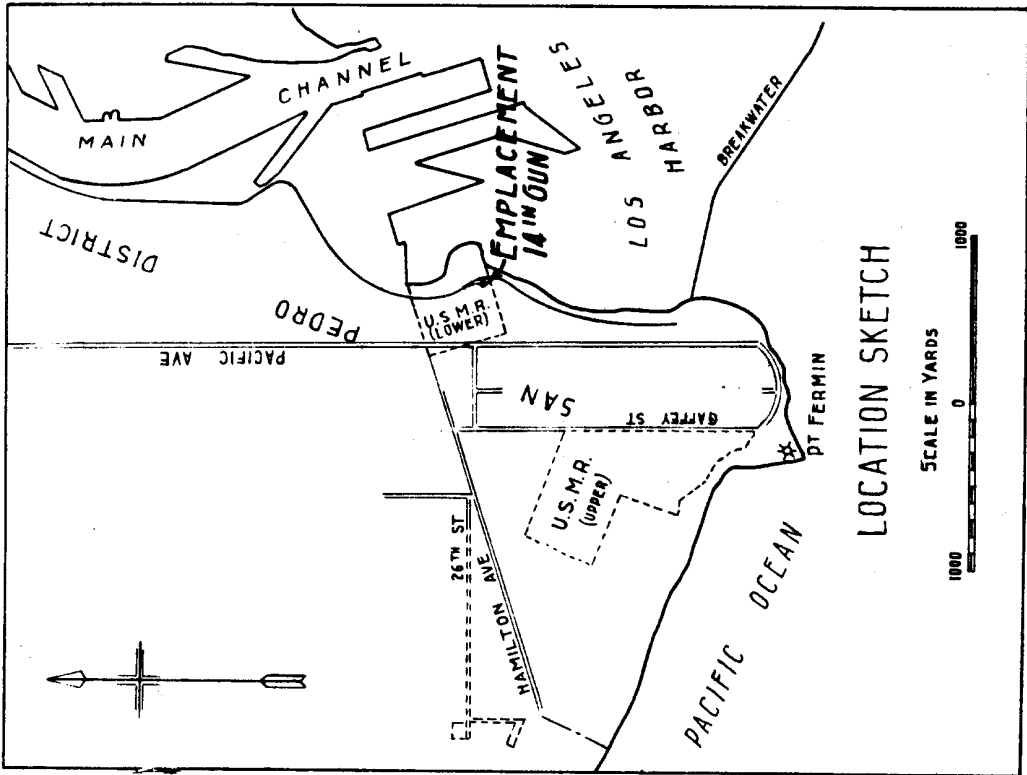 MAIN
CHANNEL
DISTRICT
PEDRO
SAN
PACIFIC AVE
U.S.M.R.
(LOWER)
EMPLACEMENT
14 IN GUN
LOS ANGELES
HARBOR
BREAKWATER
GAFFEY ST
U.S.M.R.
(UPPER)
26TH ST
HAMILTON AVE
PT FERMIN
PACIFIC OCEAN
LOCATION SKETCH
SCALE IN YARDS
1000 0 1000